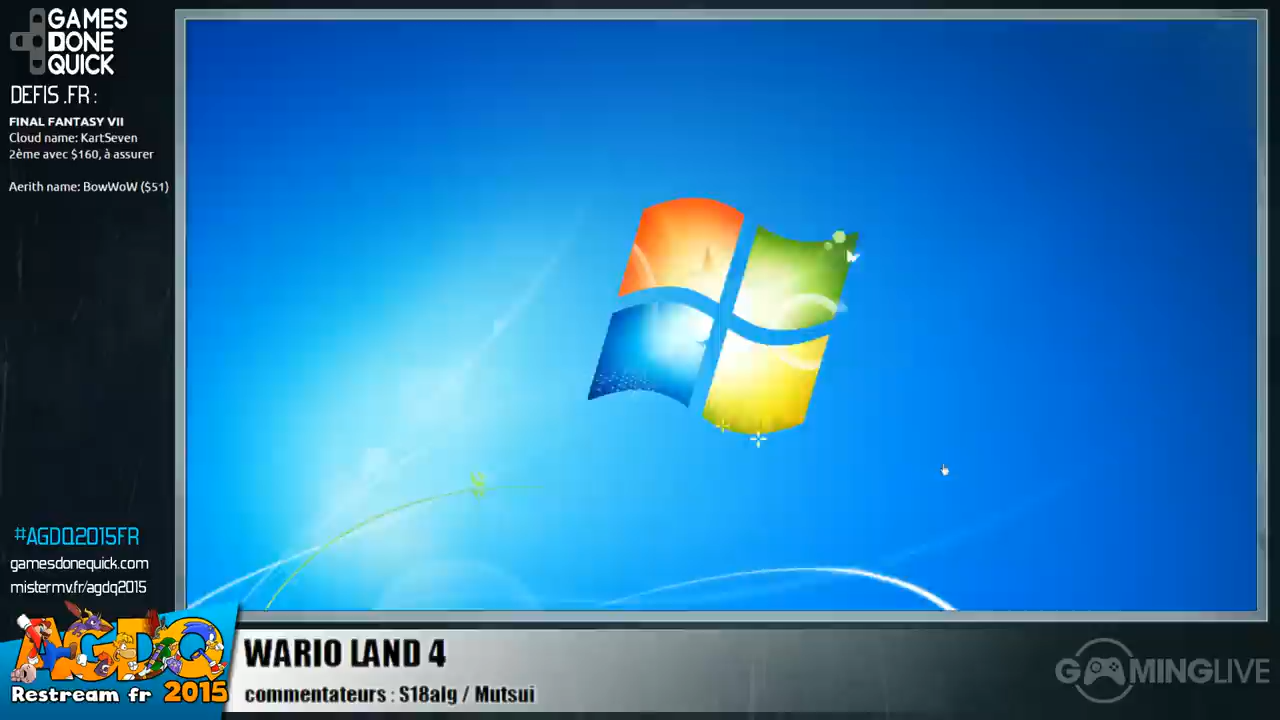 GAMES
DONE
QUICK
DEFIS .FR :
FINAL FANTASY VII
Cloud name: KartSeven
2ème avec $160, à assurer
Aerith name: BowWoW ($51)
#AGDQ2015FR
gamesdonequick.com
mistermv.fr/agdq2015
AGDQ
Restream fr 2015
WARIO LAND 4
commentateurs : S18alg / Mutsui
GAMINGLIVE